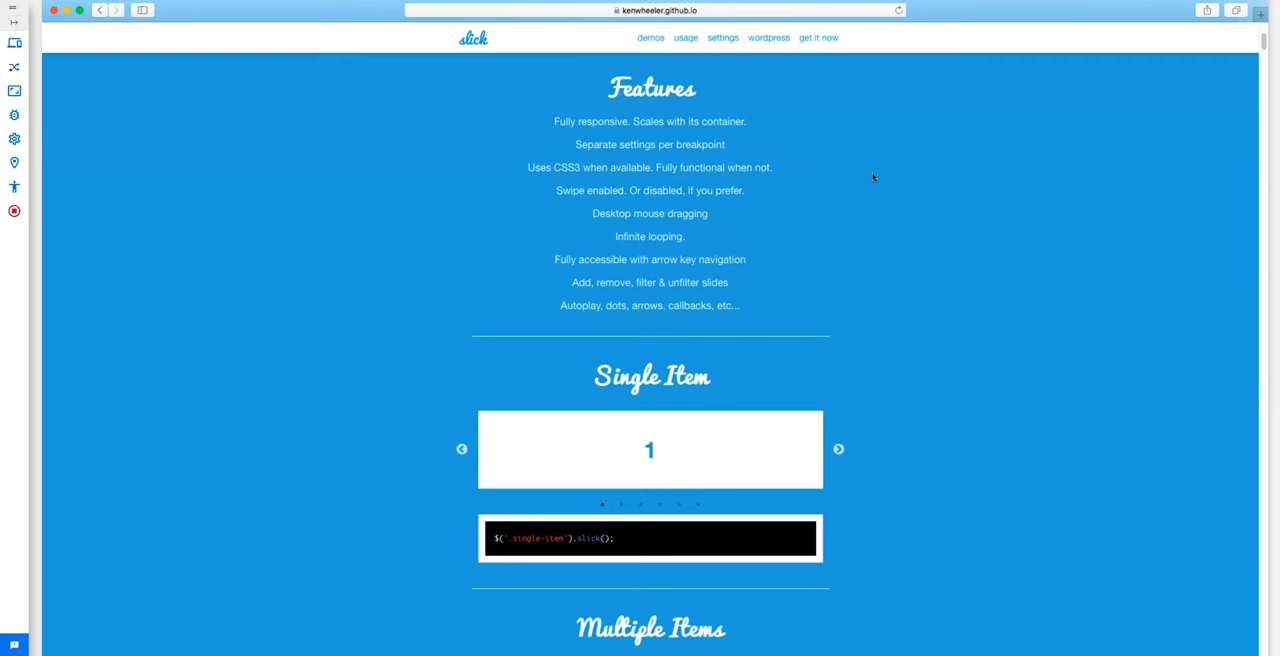 kenwheeler.github.io
slick
demos usage settings wordpress get it now
Features
Fully responsive. Scales with its container.
Separate settings per breakpoint
Uses CSS3 when available. Fully functional when not.
Swipe enabled. Or disabled, if you prefer.
Desktop mouse dragging
Infinite looping.
Fully accessible with arrow key navigation
Add, remove, filter & unfilter slides
Autoplay, dots, arrows, callbacks, etc...
Single Item
1
$('.single-item').slick();
Multiple Items